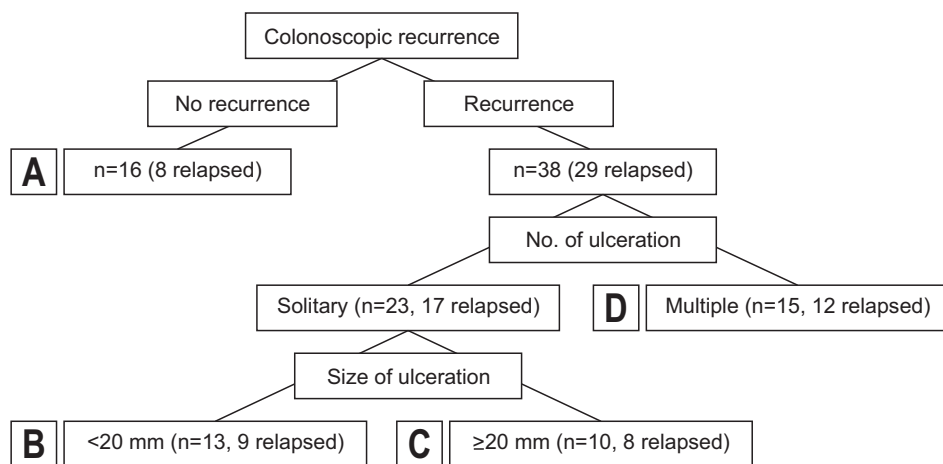 Colonoscopic recurrence
No recurrence
Recurrence
A
n=16 (8 relapsed)
n=38 (29 relapsed)
No. of ulceration
Solitary (n=23, 17 relapsed)
D
Multiple (n=15, 12 relapsed)
Size of ulceration
B
<20 mm (n=13, 9 relapsed)
C
≥20 mm (n=10, 8 relapsed)